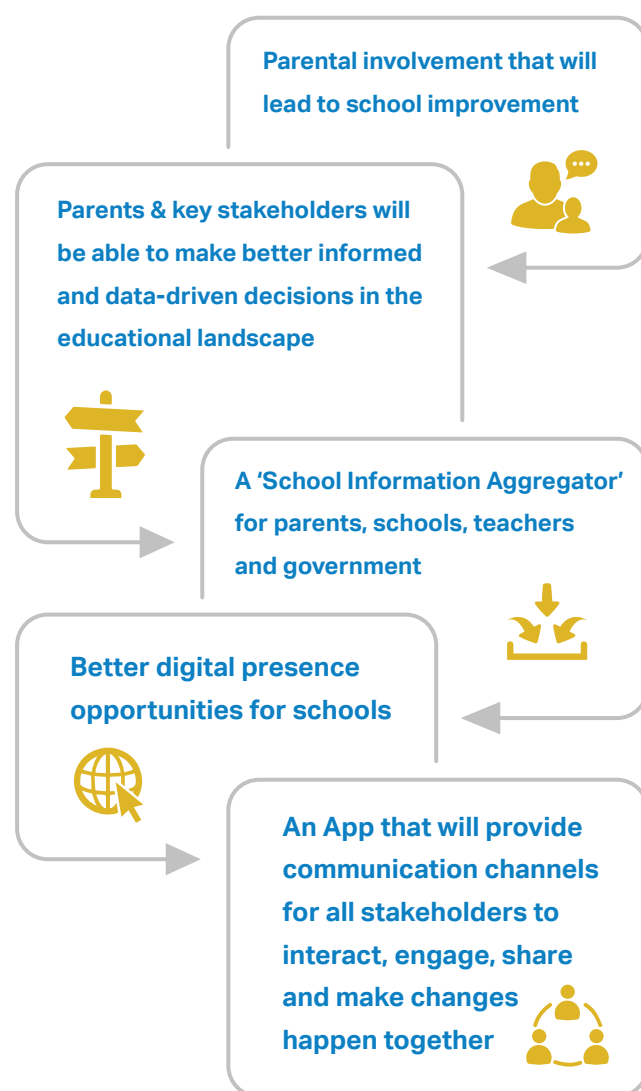 Parental involvement that will
lead to school improvement
Parents & key stakeholders will
be able to make better informed
and data-driven decisions in the
educational landscape
A ‘School Information Aggregator’
for parents, schools, teachers
and government
Better digital presence
opportunities for schools
An App that will provide
communication channels
for all stakeholders to
interact, engage, share
and make changes
happen together